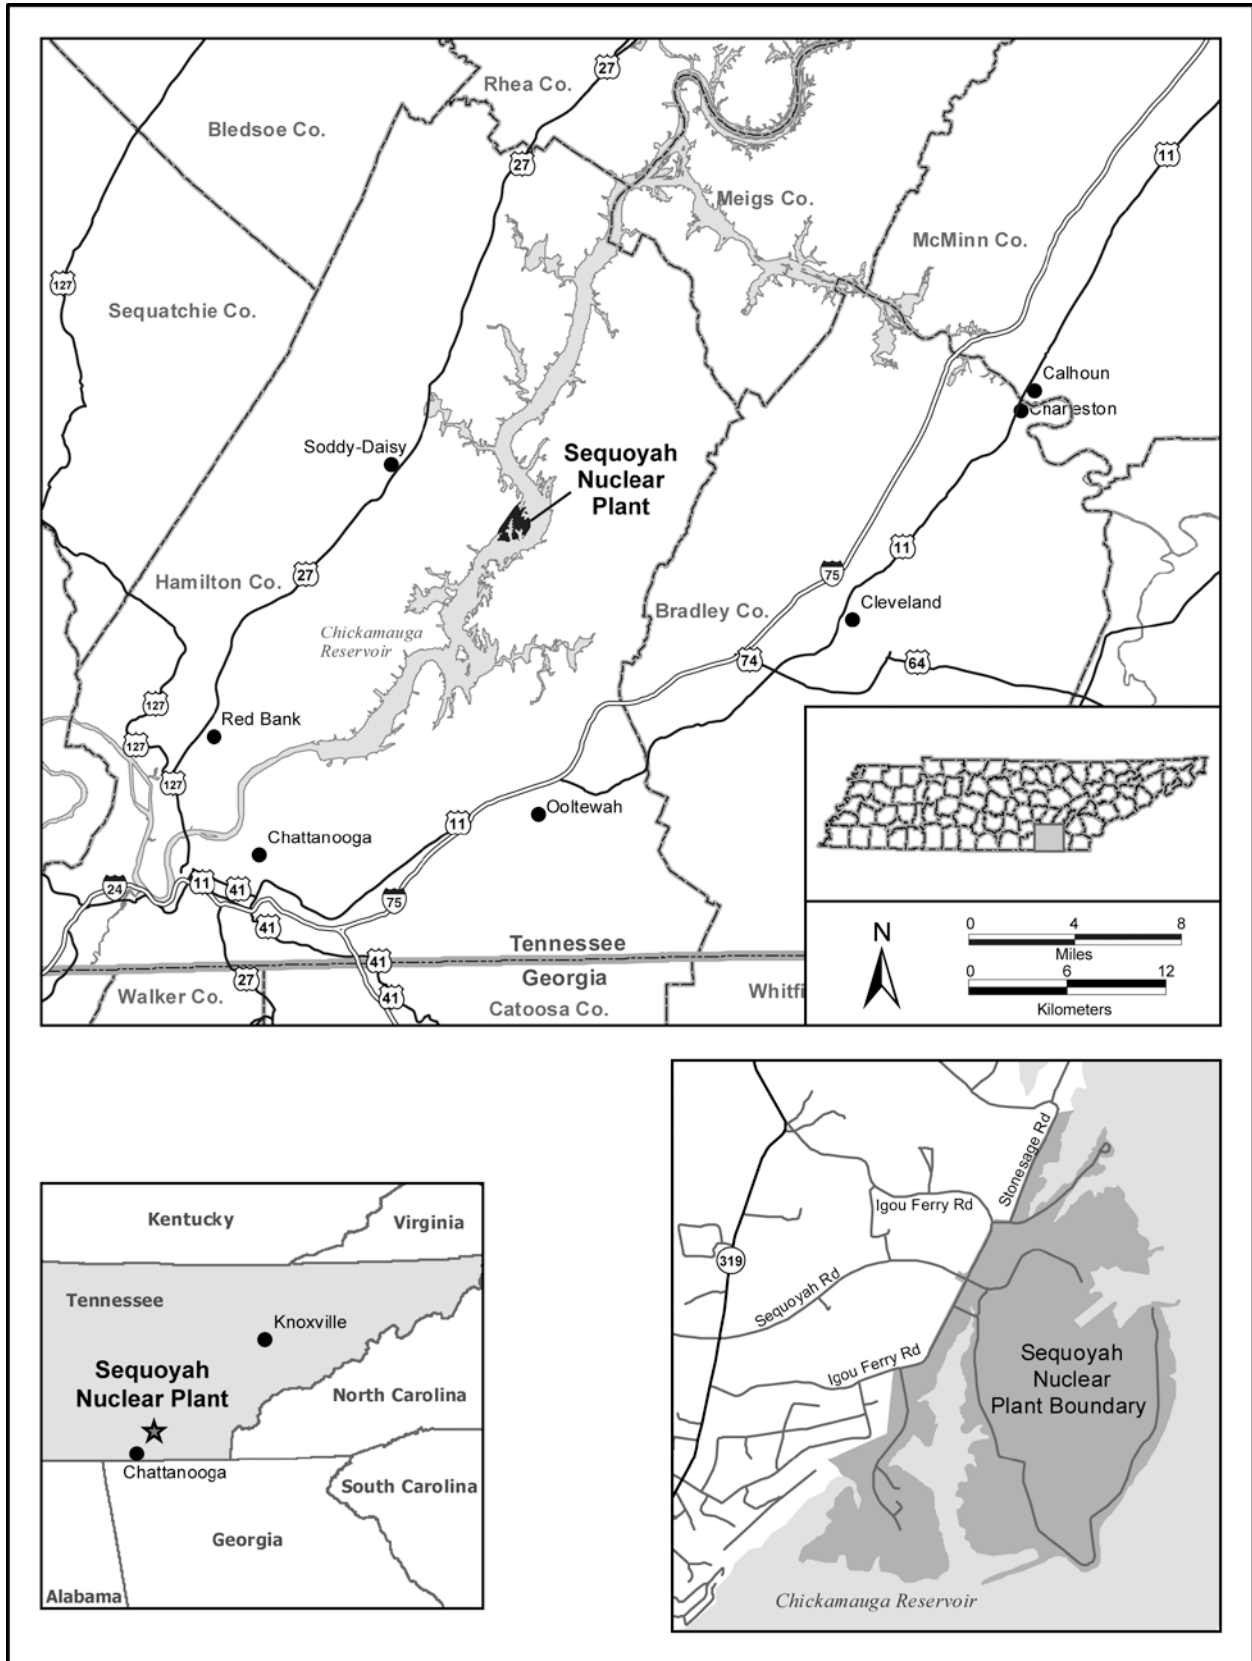 27
Rhea Co.
Bledsoe Co.
11
27
Meigs Co.
McMinn Co.
127
Sequatchie Co.
Calhoun
Charleston
Soddy-Daisy
Sequoyah
Nuclear
Plant
11
75
27
Hamilton Co.
Cleveland
Bradley Co.
Chickamauga
Reservoir
74
64
127
Red Bank
127
127
Ooltewah
11
Chattanooga
24
11
41
75
41
Tennessee
41
Georgia
27
41
Walker Co.
Catoosa Co.
Whitfi
N
0 4 8
Miles
0 6 12
Kilometers
Stonesage Rd
Igou Ferry Rd
319
Sequoyah Rd
Igou Ferry Rd
Sequoyah
Nuclear
Plant Boundary
Chickamauga Reservoir
Kentucky
Virginia
Tennessee
Knoxville
Sequoyah
Nuclear Plant
North Carolina
Chattanooga
South Carolina
Georgia
Alabama